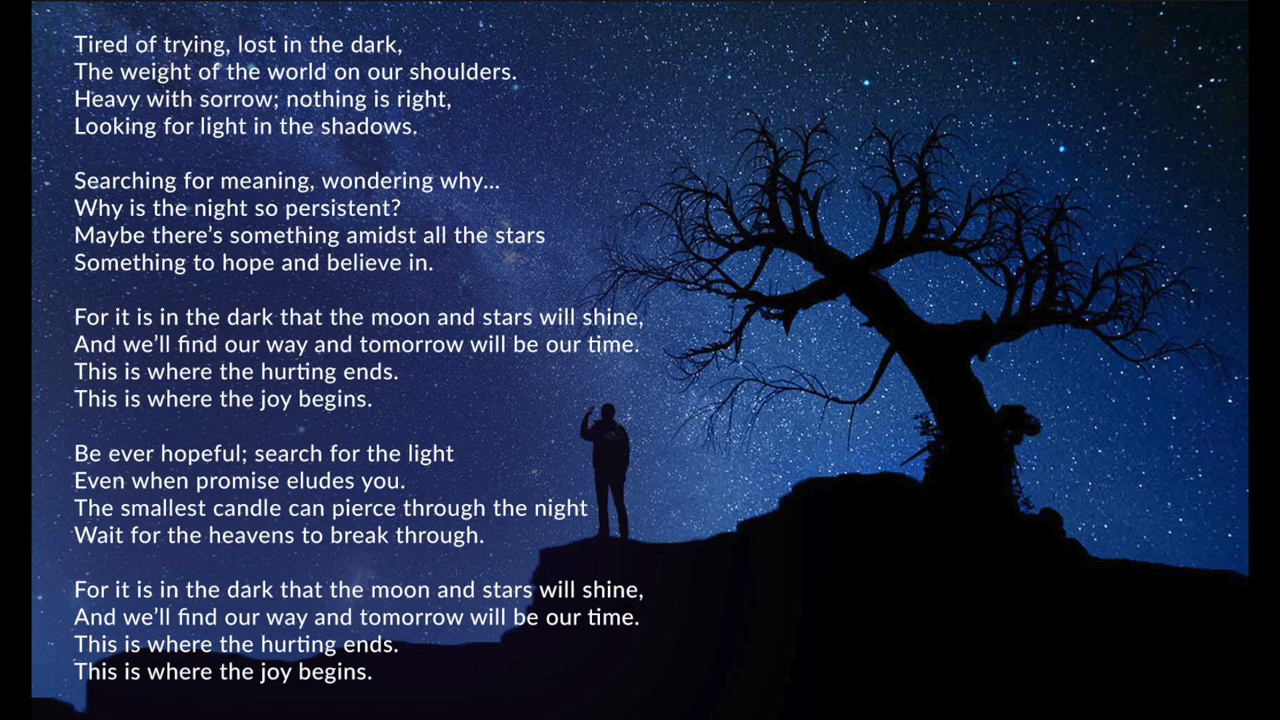 Tired of trying, lost in the dark,
The weight of the world on our shoulders.
Heavy with sorrow; nothing is right,
Looking for light in the shadows.
Searching for meaning, wondering why...
Why is the night so persistent?
Maybe there's something amidst all the stars
Something to hope and believe in.
For it is in the dark that the moon and stars will shine,
And we'll find our way and tomorrow will be our time.
This is where the hurting ends.
This is where the joy begins.
Be ever hopeful; search for the light
Even when promise eludes you.
The smallest candle can pierce through the night
Wait for the heavens to break through.
For it is in the dark that the moon and stars will shine,
And we'll find our way and tomorrow will be our time.
This is where the hurting ends.
This is where the joy begins.